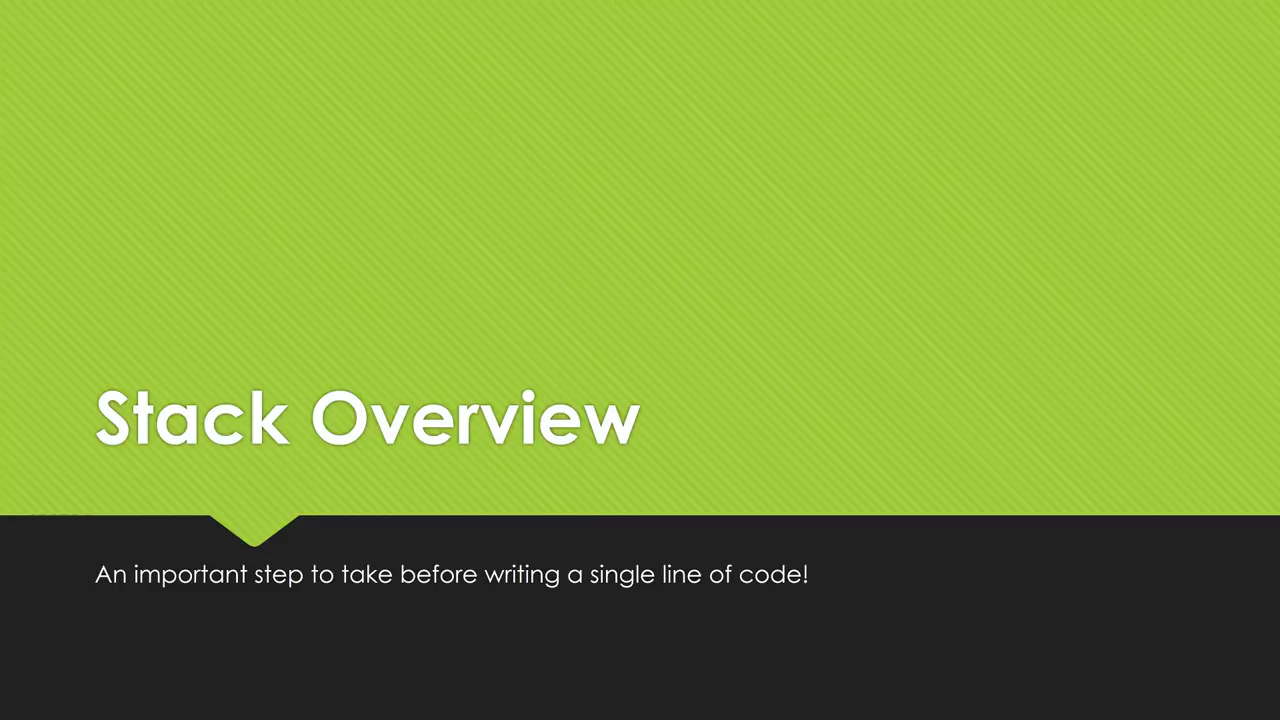 Stack Overview
An important step to take before writing a single line of code!